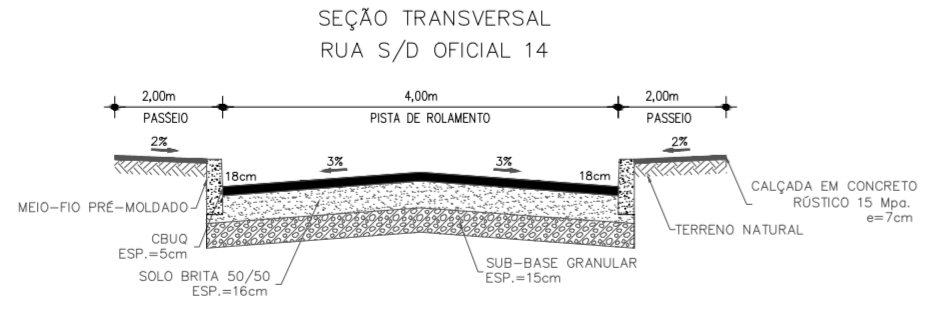 SEÇÃO TRANSVERSAL
RUA S/D OFICIAL 14
2,00m
4,00m
2,00m
PASSEIO
PISTA DE ROLAMENTO
PASSEIO
2%
2%
3%
3%
18cm
18cm
MEIO-FIO PRÉ-MOLDADO
CALÇADA EM CONCRETO
RÚSTICO 15 Mpa.
e=7cm
TERRENO NATURAL
CBUQ
ESP.=5cm
SOLO BRITA 50/50
ESP.=16cm
SUB-BASE GRANULAR
ESP.=15cm